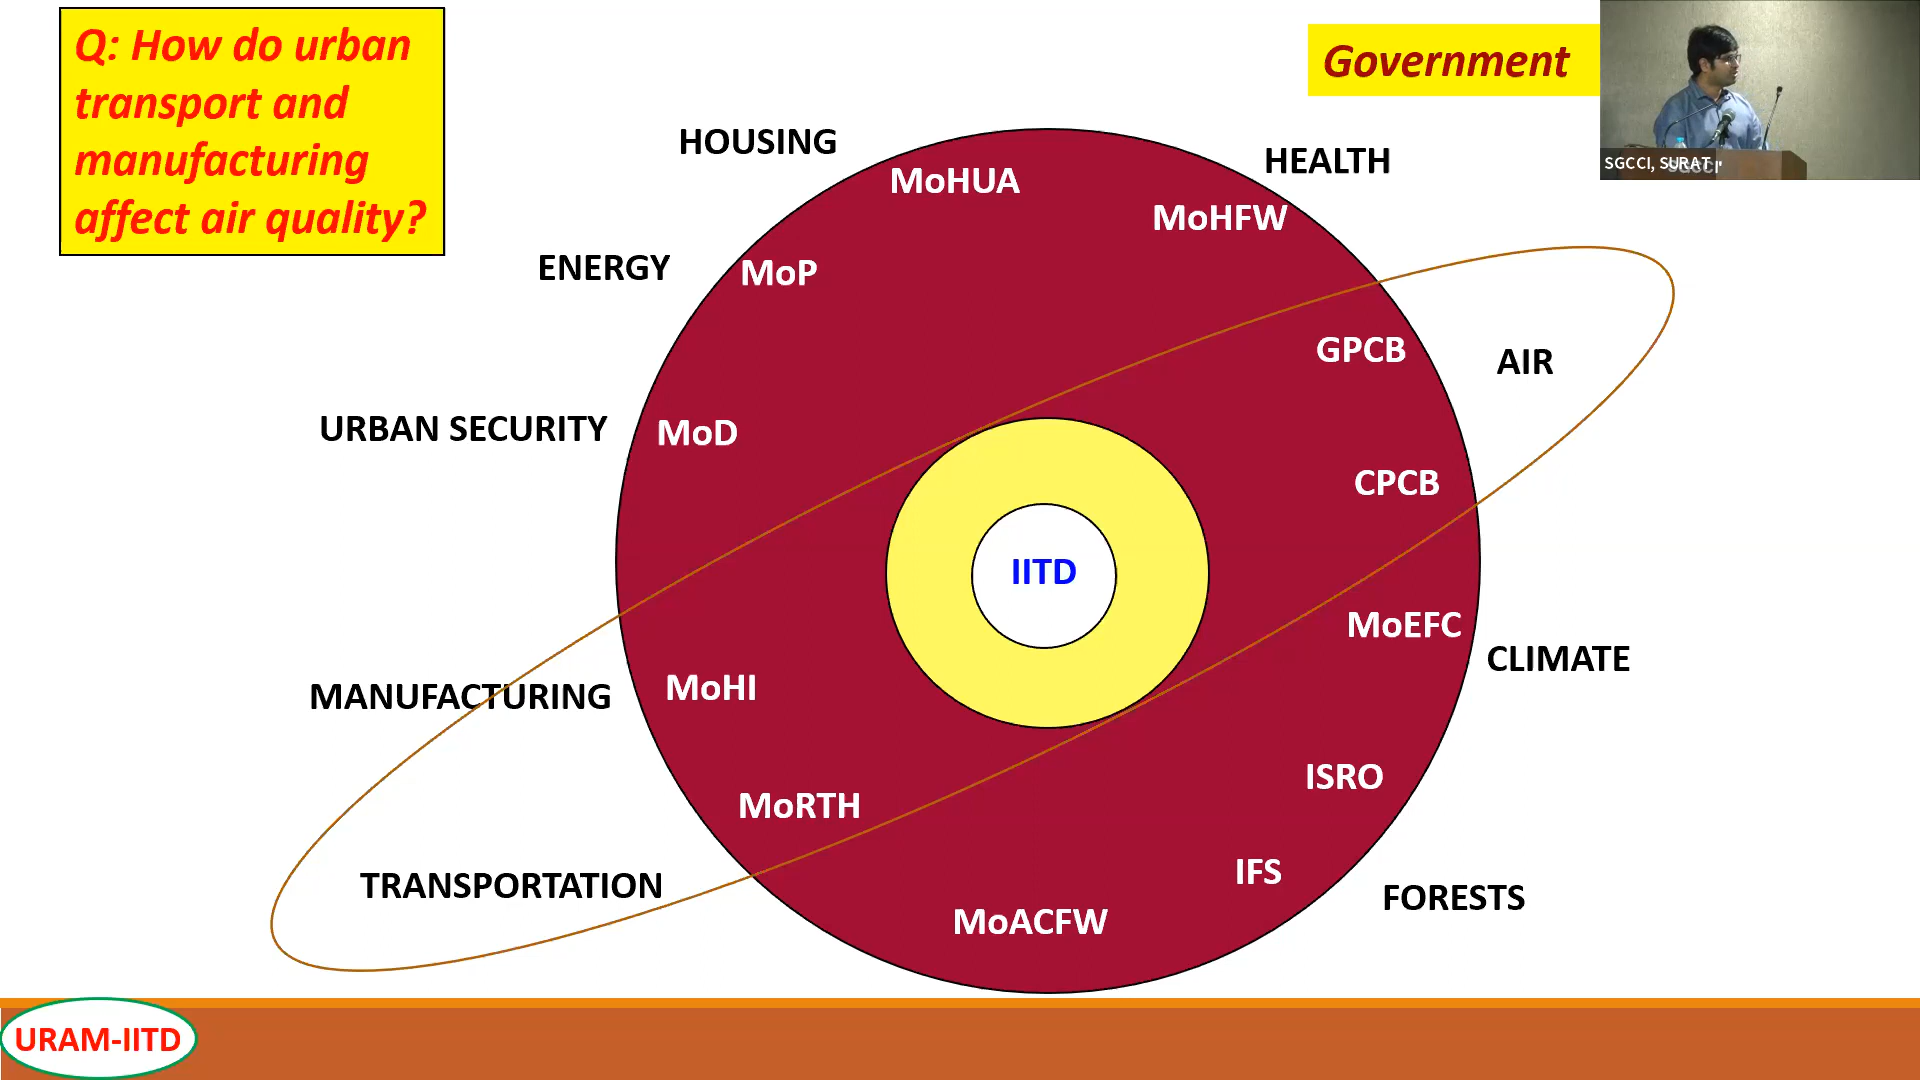 Q: How do urban
transport and
manufacturing
affect air quality?
Government
SGCCI, SURAT
SGCCI
HOUSING
MoHUA
HEALTH
MoHFW
ENERGY
MoP
GPCB
AIR
URBAN SECURITY
MoD
CPCB
IITD
MoEFC
CLIMATE
MANUFACTURING
MoHI
ISRO
MoRTH
TRANSPORTATION
IFS
FORESTS
MoACFW
URAM-IITD